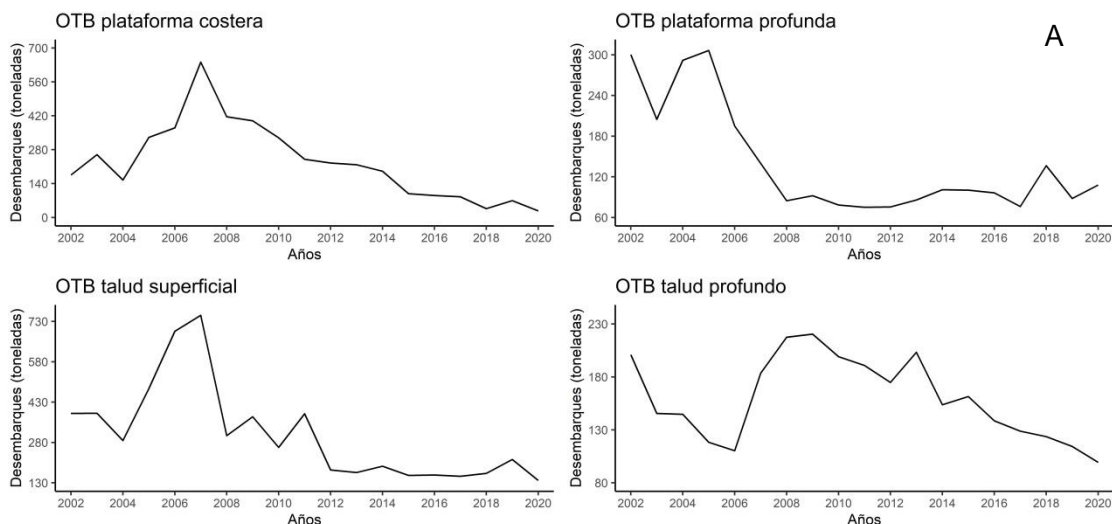 OTB plataforma costera
Desembarques (toneladas)
700
560
420
280
140
0
2002 2004 2006 2008 2010 2012 2014 2016 2018 2020
Años
OTB plataforma profunda
A
Desembarques (toneladas)
300
240
180
120
60
2002 2004 2006 2008 2010 2012 2014 2016 2018 2020
Años
OTB talud superficial
Desembarques (toneladas)
730
580
430
280
130
2002 2004 2006 2008 2010 2012 2014 2016 2018 2020
Años
OTB talud profundo
Desembarques (toneladas)
230
180
130
80
2002 2004 2006 2008 2010 2012 2014 2016 2018 2020
Años